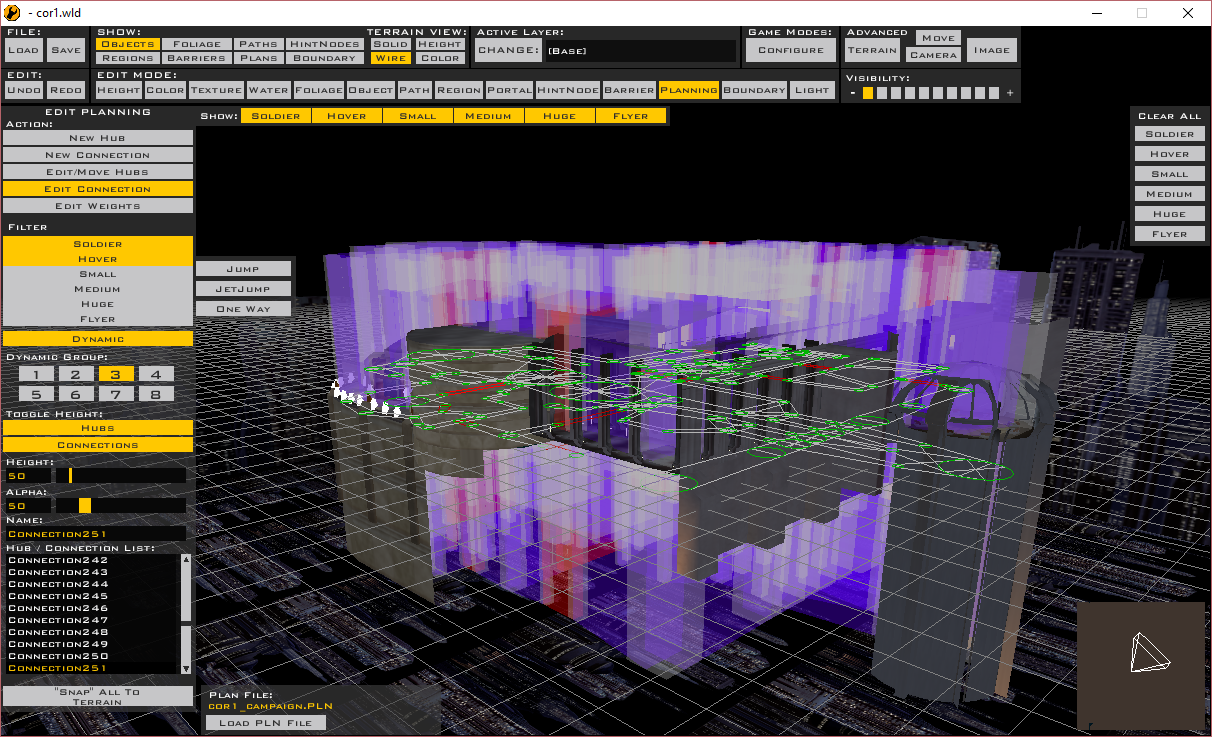 - cor1.wld
FILE: SHOW: TERRAIN VIEW: ACTIVE LAYER: GAME MODES: ADVANCED
LOAD SAVE OBJECTS FOLIAGE PATHS HINTNODES SOLID HEIGHT CHANGE: [BASE] CONFIGURE TERRAIN MOVE IMAGE
REGIONS BARRIERS PLANS BOUNDARY WIRE COLOR CAMERA
EDIT: EDIT MODE: VISIBILITY:
UNDO REDO HEIGHT COLOR TEXTURE WATER FOLIAGE OBJECT PATH REGION PORTAL HINTNODE BARRIER PLANNING BOUNDARY LIGHT - +
EDIT PLANNING SHOW: SOLDIER HOVER SMALL MEDIUM HUGE FLYER CLEAR ALL
ACTION:
NEW HUB SOLDIER
NEW CONNECTION HOVER
EDIT/MOVE HUBS SMALL
EDIT CONNECTION MEDIUM
EDIT WEIGHTS HUGE
FILTER FLYER
SOLDIER
HOVER JUMP
SMALL
MEDIUM JETJUMP
HUGE ONE WAY
FLYER
DYNAMIC
DYNAMIC GROUP:
1 2 3 4
5 6 7 8
TOGGLE HEIGHT:
HUBS
CONNECTIONS
HEIGHT:
50
ALPHA:
50
NAME:
CONNECTION251
HUB / CONNECTION LIST:
CONNECTION242
CONNECTION243
CONNECTION244
CONNECTION245
CONNECTION246
CONNECTION247
CONNECTION248
CONNECTION249
CONNECTION250
CONNECTION251
"SNAP" ALL TO
TERRAIN
PLAN FILE:
COR1_CAMPAIGN.PLN
LOAD PLN FILE